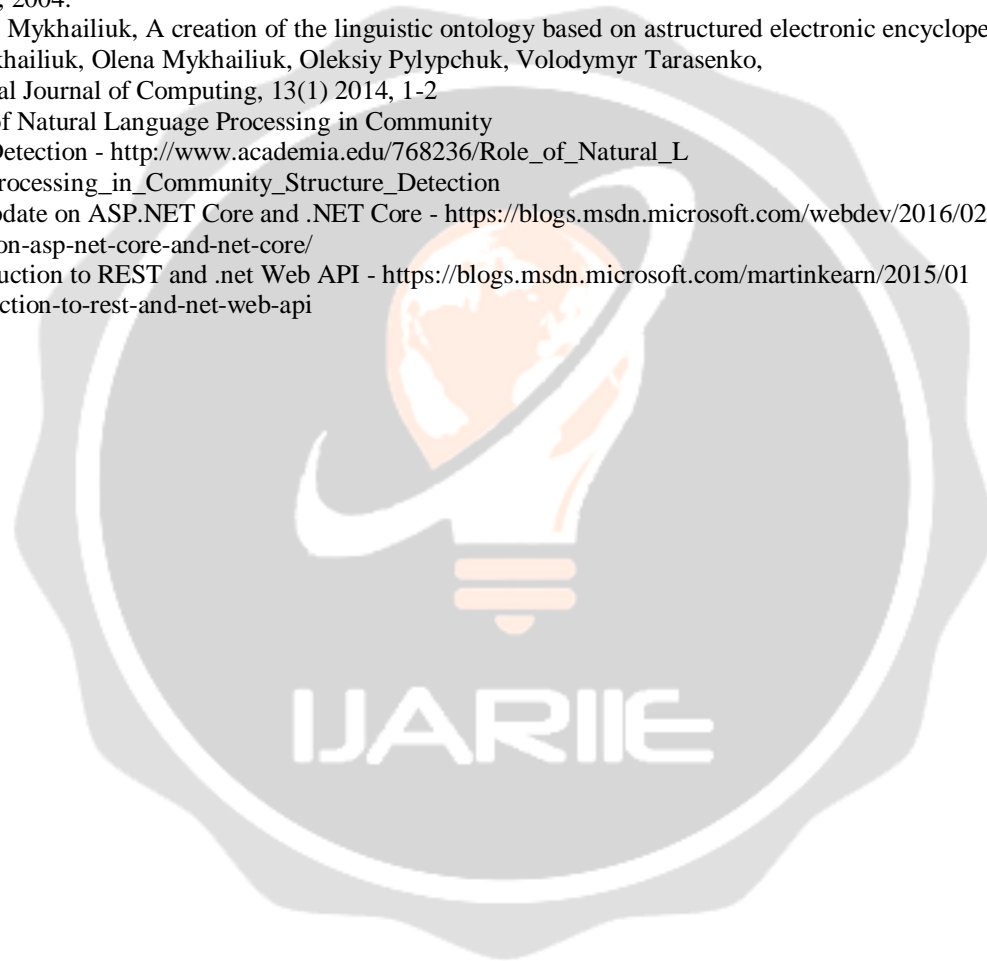 , 2004.
Mykhailiuk, A creation of the linguistic ontology based on astructured electronic encyclope
khailiuk, Olena Mykhailiuk, Oleksiy Pylypchuk, Volodymyr Tarasenko,
al Journal of Computing, 13(1) 2014, 1-2
of Natural Language Processing in Community
Detection - http://www.academia.edu/768236/Role_of_Natural_L
rocessing_in_Community_Structure_Detection
pdate on ASP.NET Core and .NET Core - https://blogs.msdn.microsoft.com/webdev/2016/02
on-asp-net-core-and-net-core/
uction to REST and .net Web API - https://blogs.msdn.microsoft.com/martinkearn/2015/01
ction-to-rest-and-net-web-api
IJARIIE